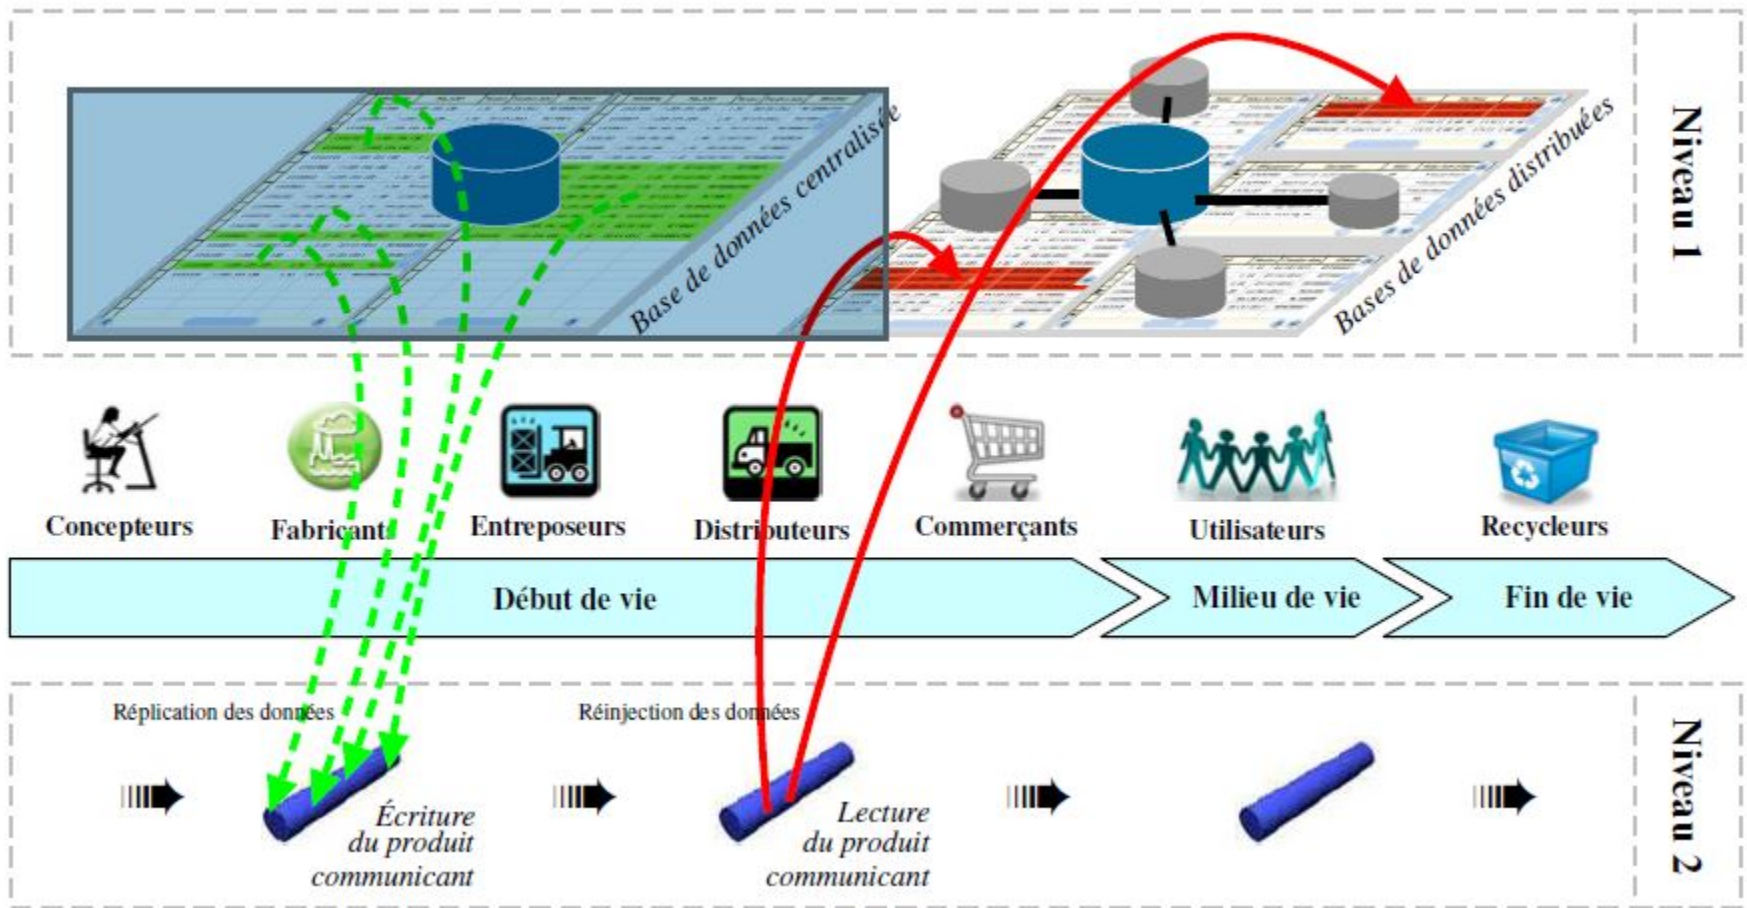 Base de données centralisée
Bases de données distribuées
Niveau 1
Concepteurs
Fabricants
Entreposeurs
Distributeurs
Commerçants
Utilisateurs
Recycleurs
Début de vie
Milieu de vie
Fin de vie
Réplication des données
Réinjection des données
Écriture
du produit
communicant
Lecture
du produit
communicant
Niveau 2